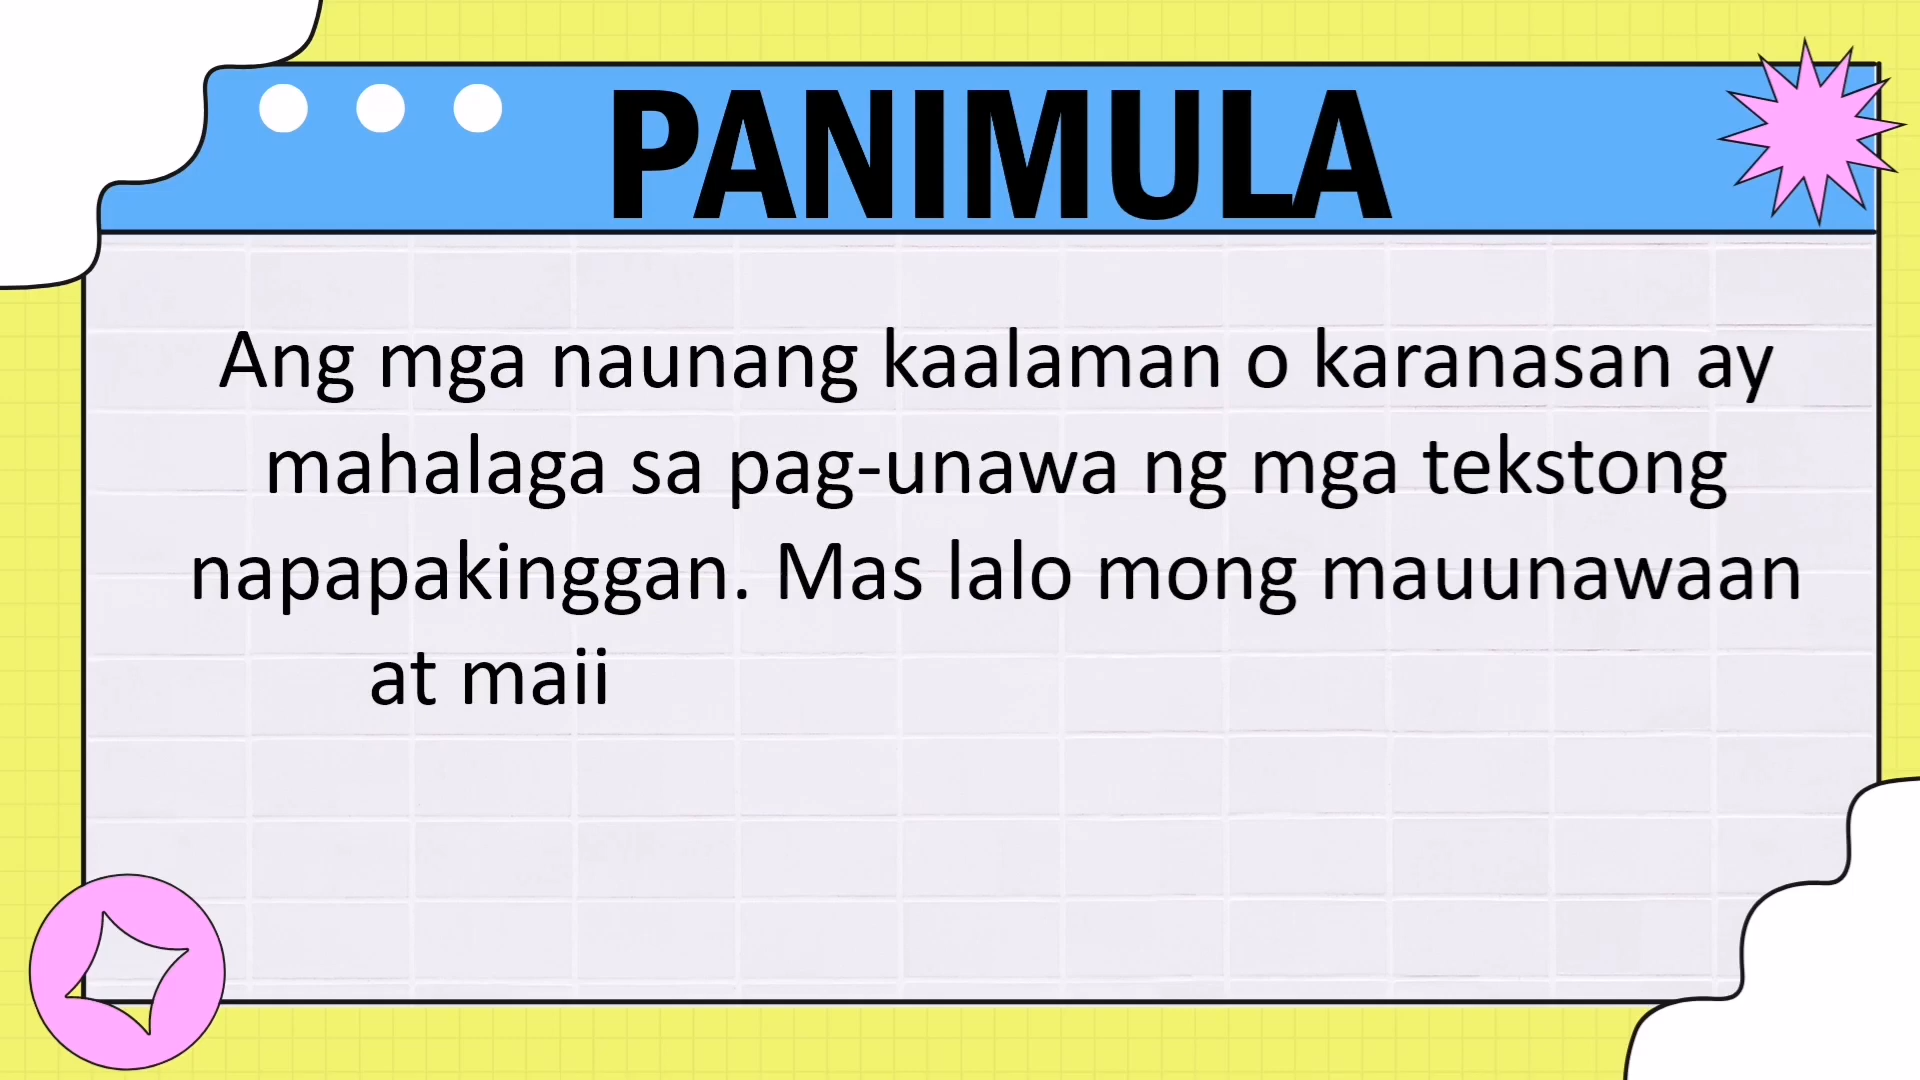 PANIMULA
Ang mga naunang kaalaman o karanasan ay
mahalaga sa pag-unawa ng mga tekstong
napapakinggan. Mas lalo mong mauunawaan
at maii